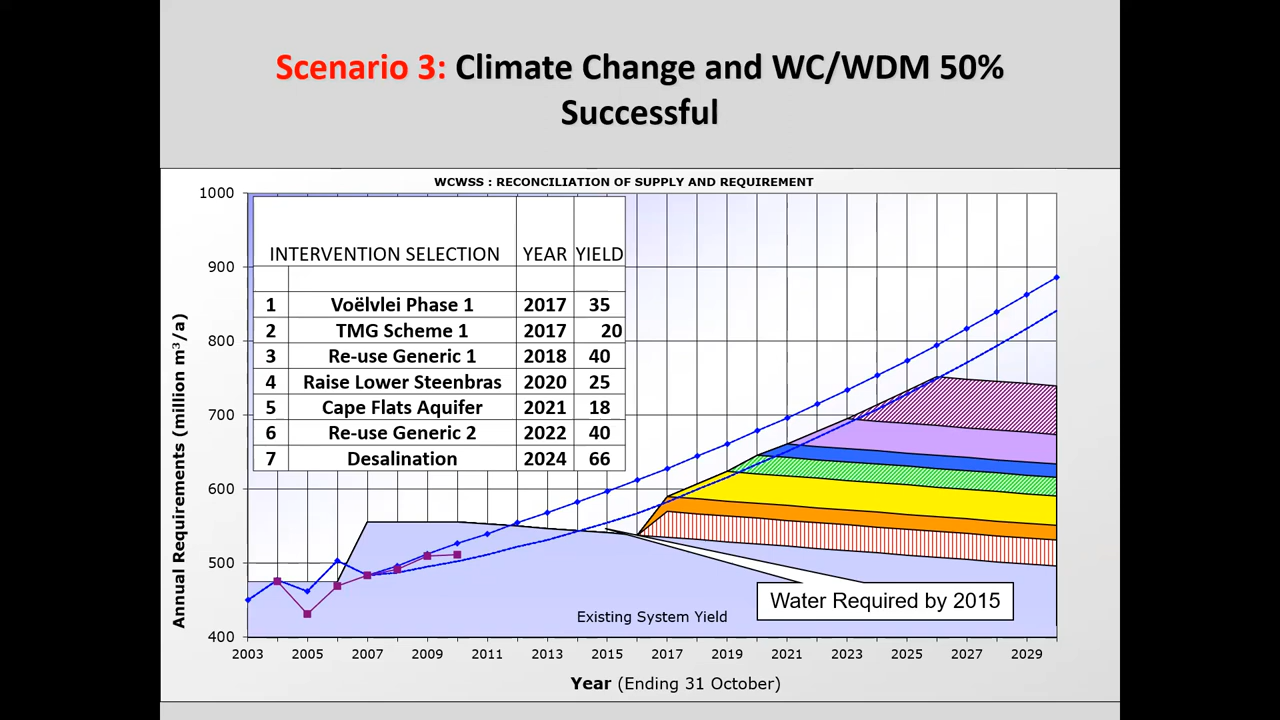 Scenario 3: Climate Change and WC/WDM 50%
Successful
WCWSS : RECONCILIATION OF SUPPLY AND REQUIREMENT
Annual Requirements (million m³/a)
1000
900
800
700
600
500
400
INTERVENTION SELECTION YEAR YIELD
1 Voëlvlei Phase 1 2017 35
2 TMG Scheme 1 2017 20
3 Re-use Generic 1 2018 40
4 Raise Lower Steenbras 2020 25
5 Cape Flats Aquifer 2021 18
6 Re-use Generic 2 2022 40
7 Desalination 2024 66
Water Required by 2015
Existing System Yield
2003 2005 2007 2009 2011 2013 2015 2017 2019 2021 2023 2025 2027 2029
Year (Ending 31 October)